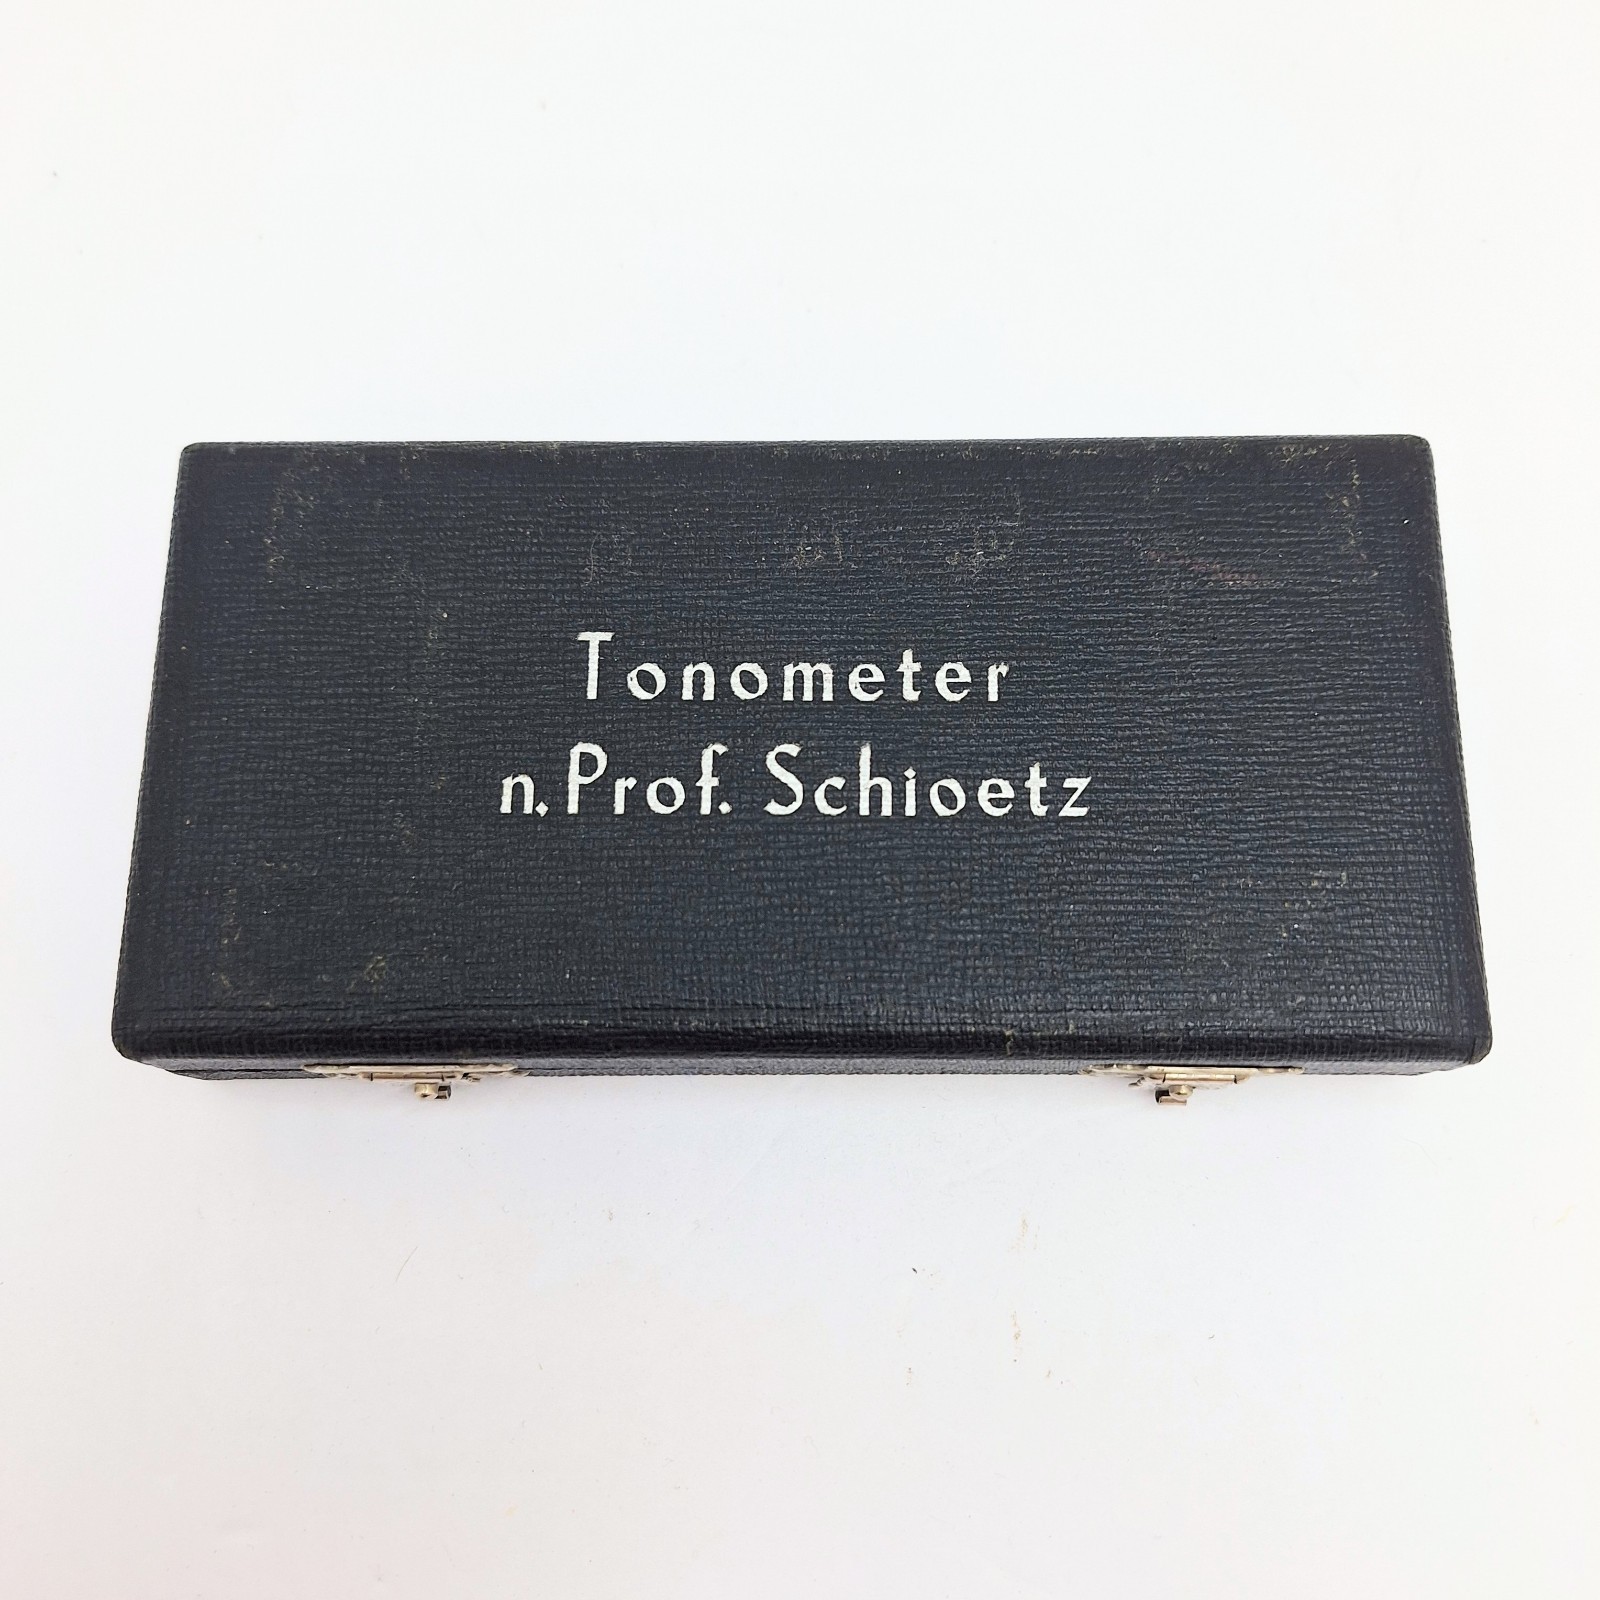 Tonometer
n. Prof. Schioetz